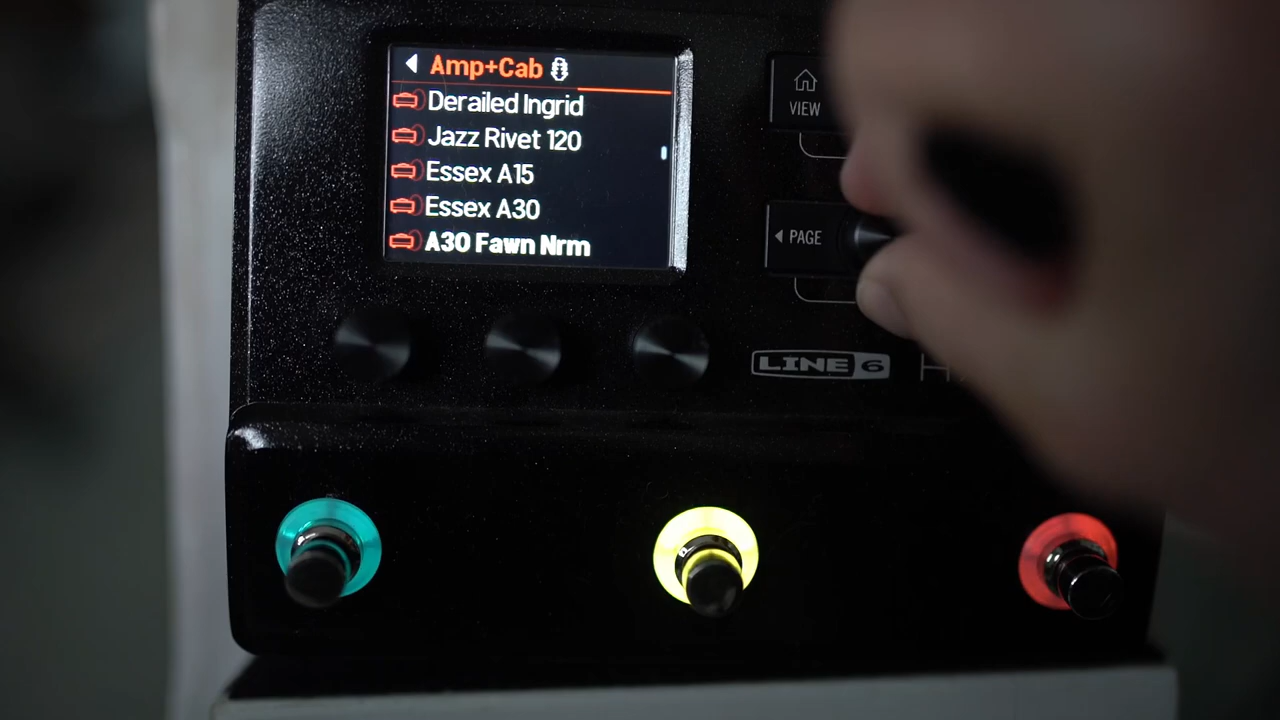 Amp+Cab
Derailed Ingrid
Jazz Rivet 120
Essex A15
Essex A30
A30 Fawn Nrm
VIEW
PAGE
LINE 6
H